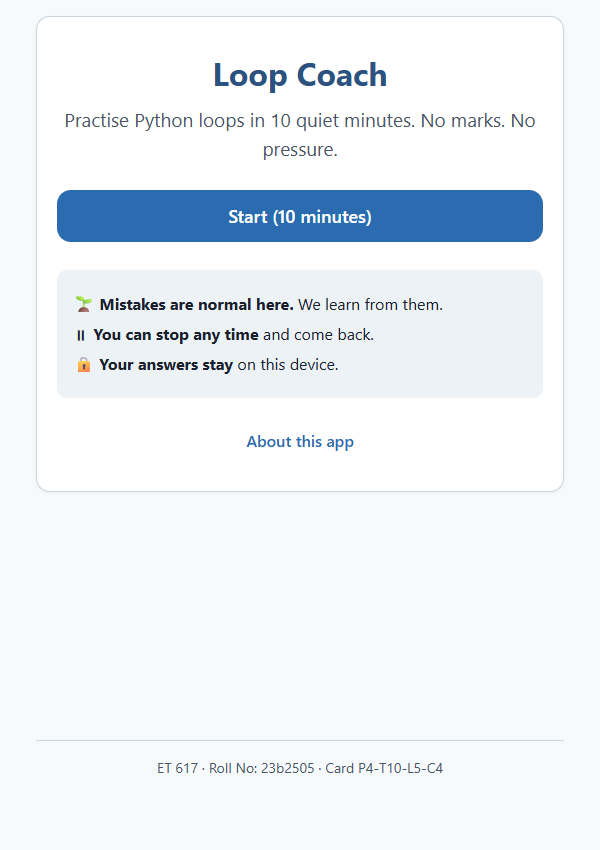 Loop Coach
Practise Python loops in 10 quiet minutes. No marks. No
pressure.
Start (10 minutes)
🌱 Mistakes are normal here. We learn from them.
⏸ You can stop any time and come back.
🔒 Your answers stay on this device.
About this app
ET 617 · Roll No: 23b2505 · Card P4-T10-L5-C4